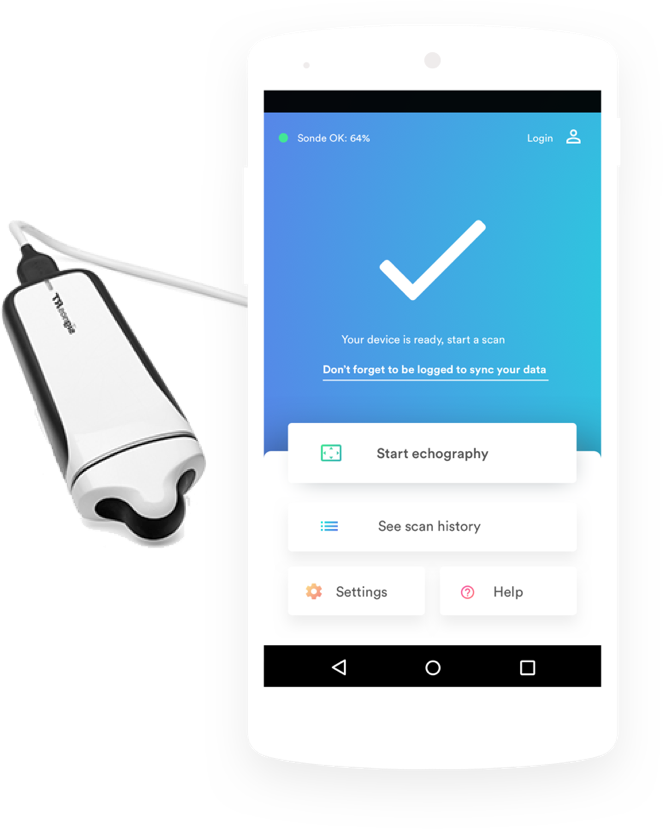 Sonde OK: 64%
Login
Your device is ready, start a scan
Don't forget to be logged to sync your data
Start echography
See scan history
Settings
Help